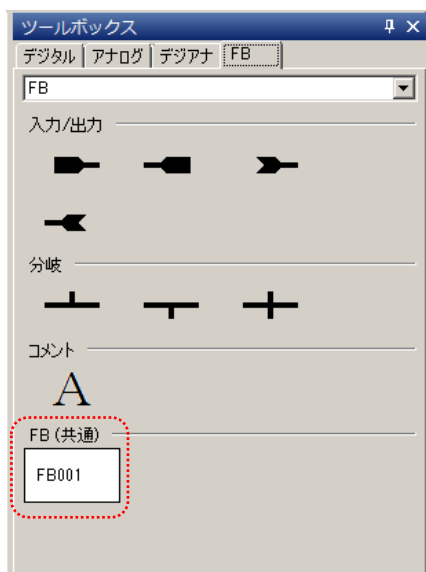 ツールボックス
デジタル アナログ デジアナ FB
FB
入力/出力
分岐
コメント
A
FB(共通)
FB001